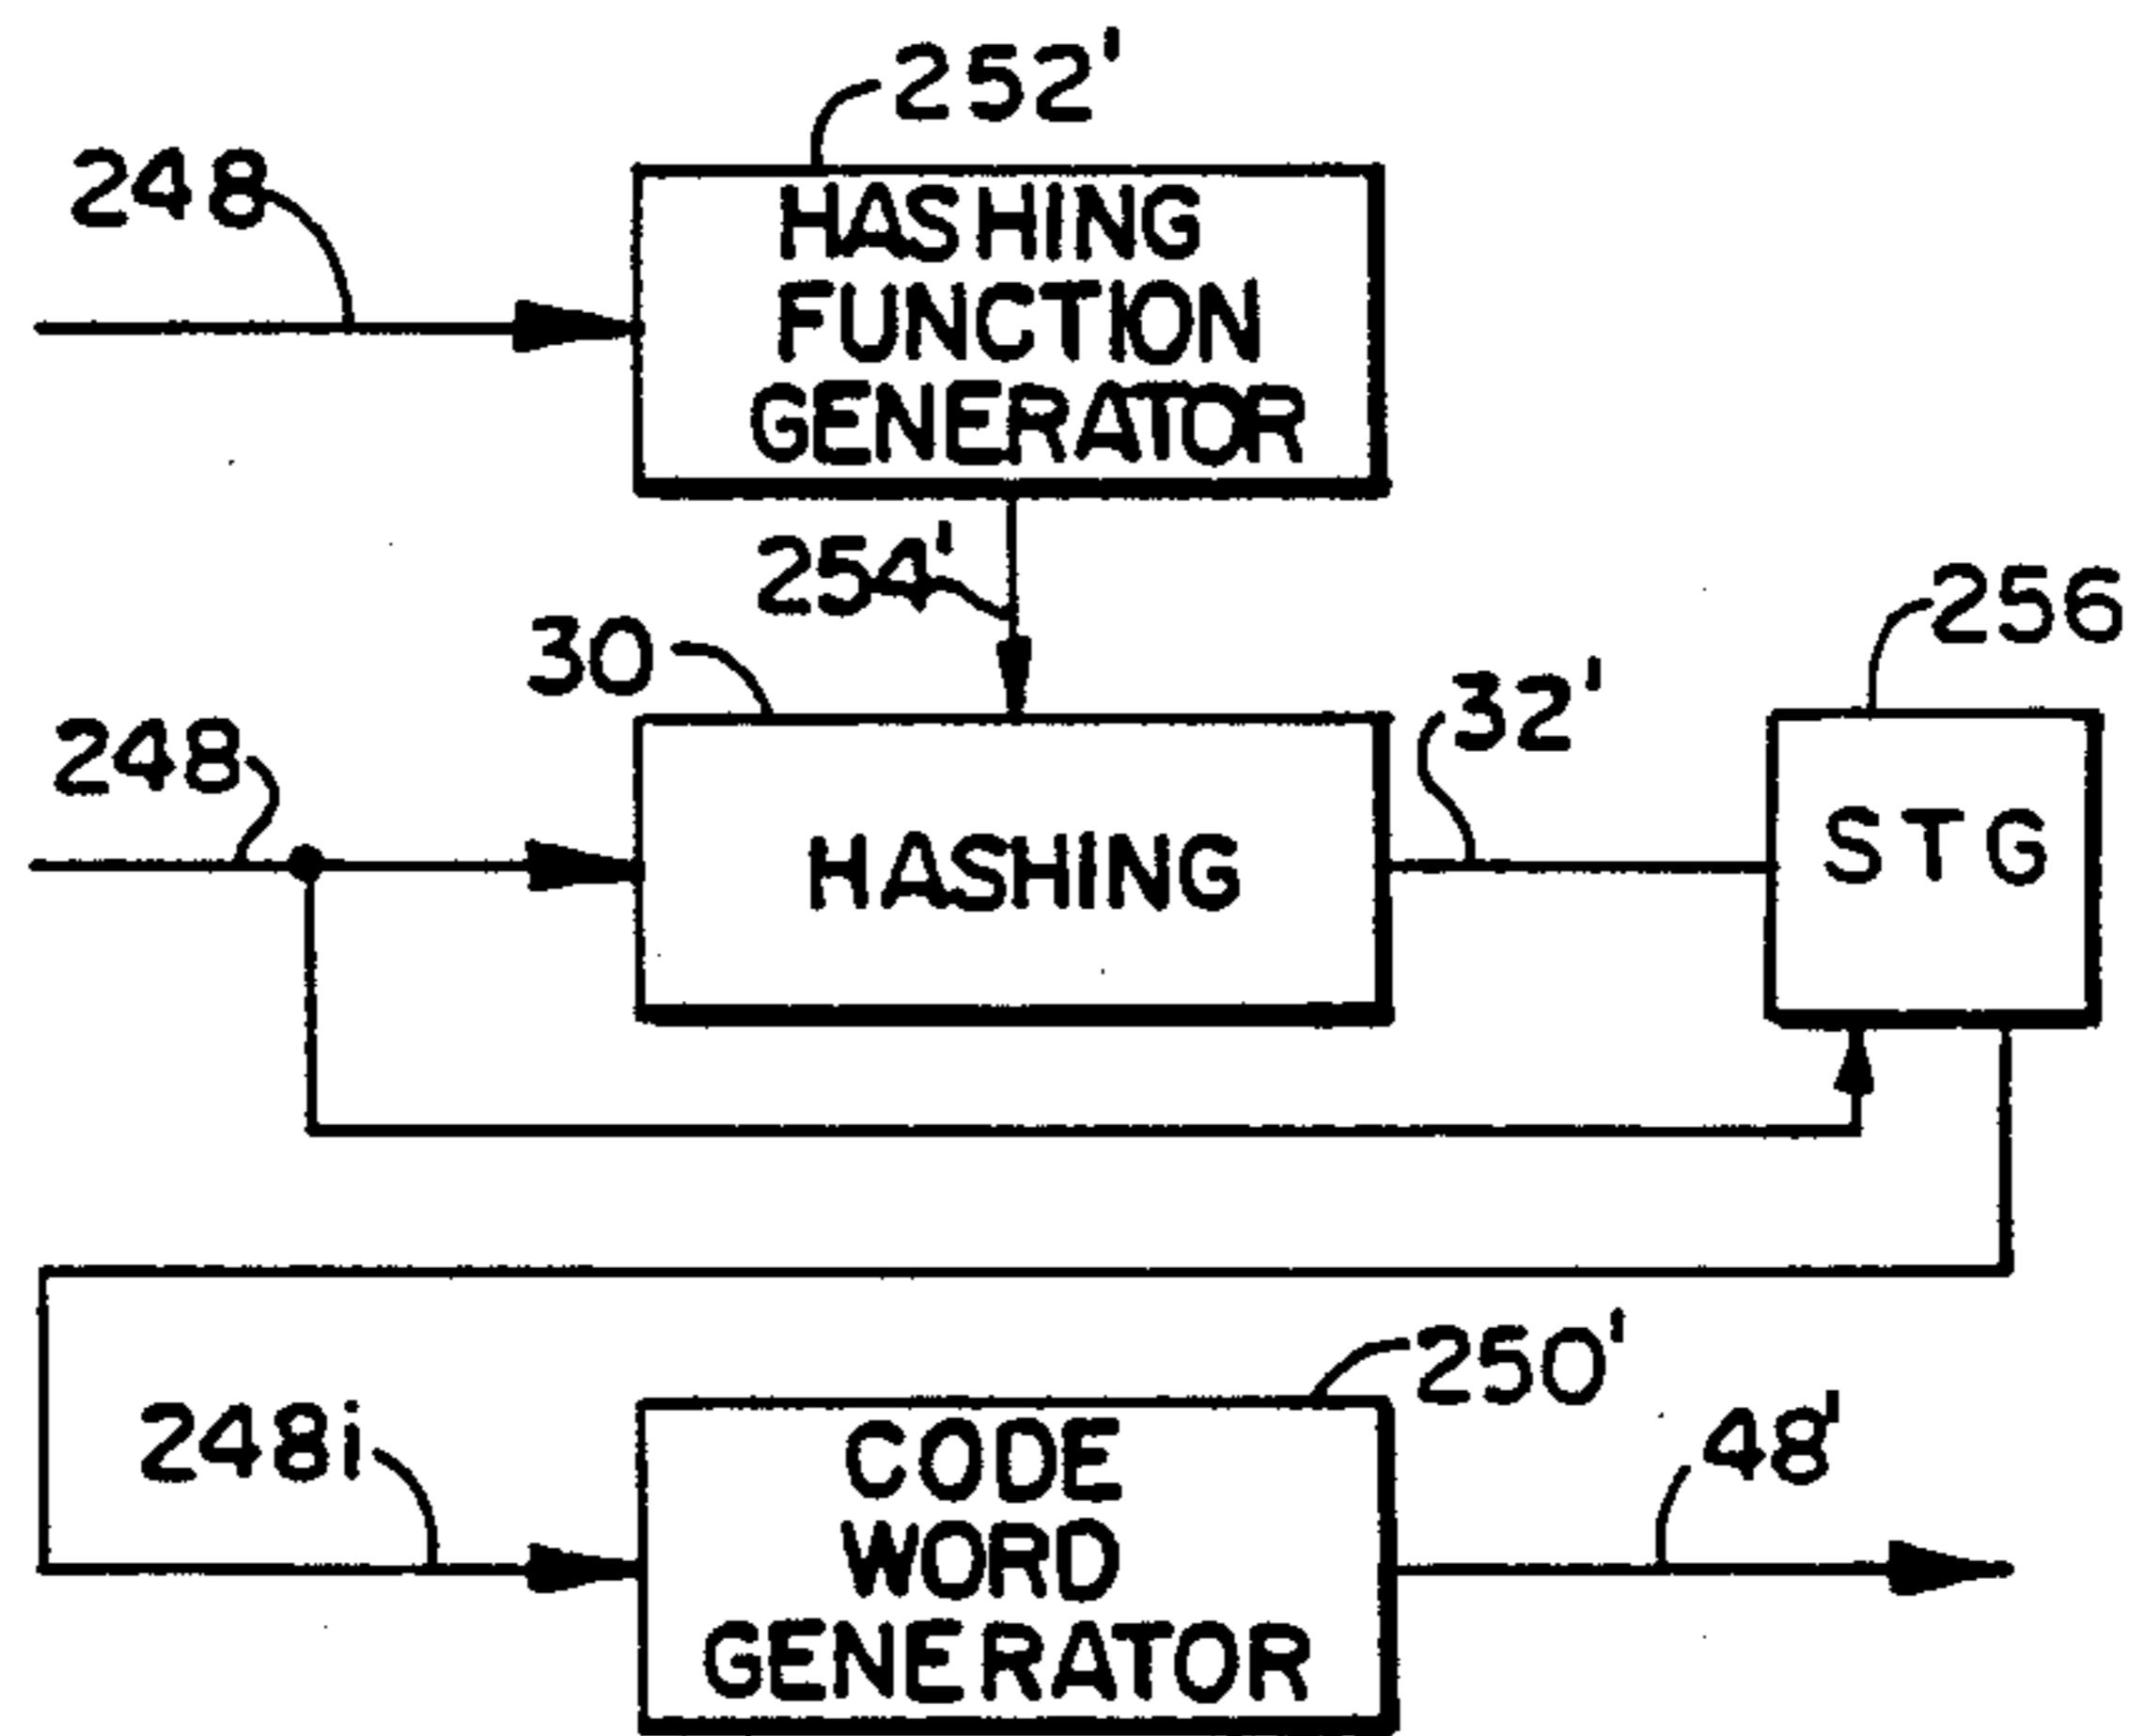 252'
248
HASHING
FUNCTION
GENERATOR
254'
30
256
32'
248
HASHING
STG
250'
248i
48'
CODE
WORD
GENERATOR